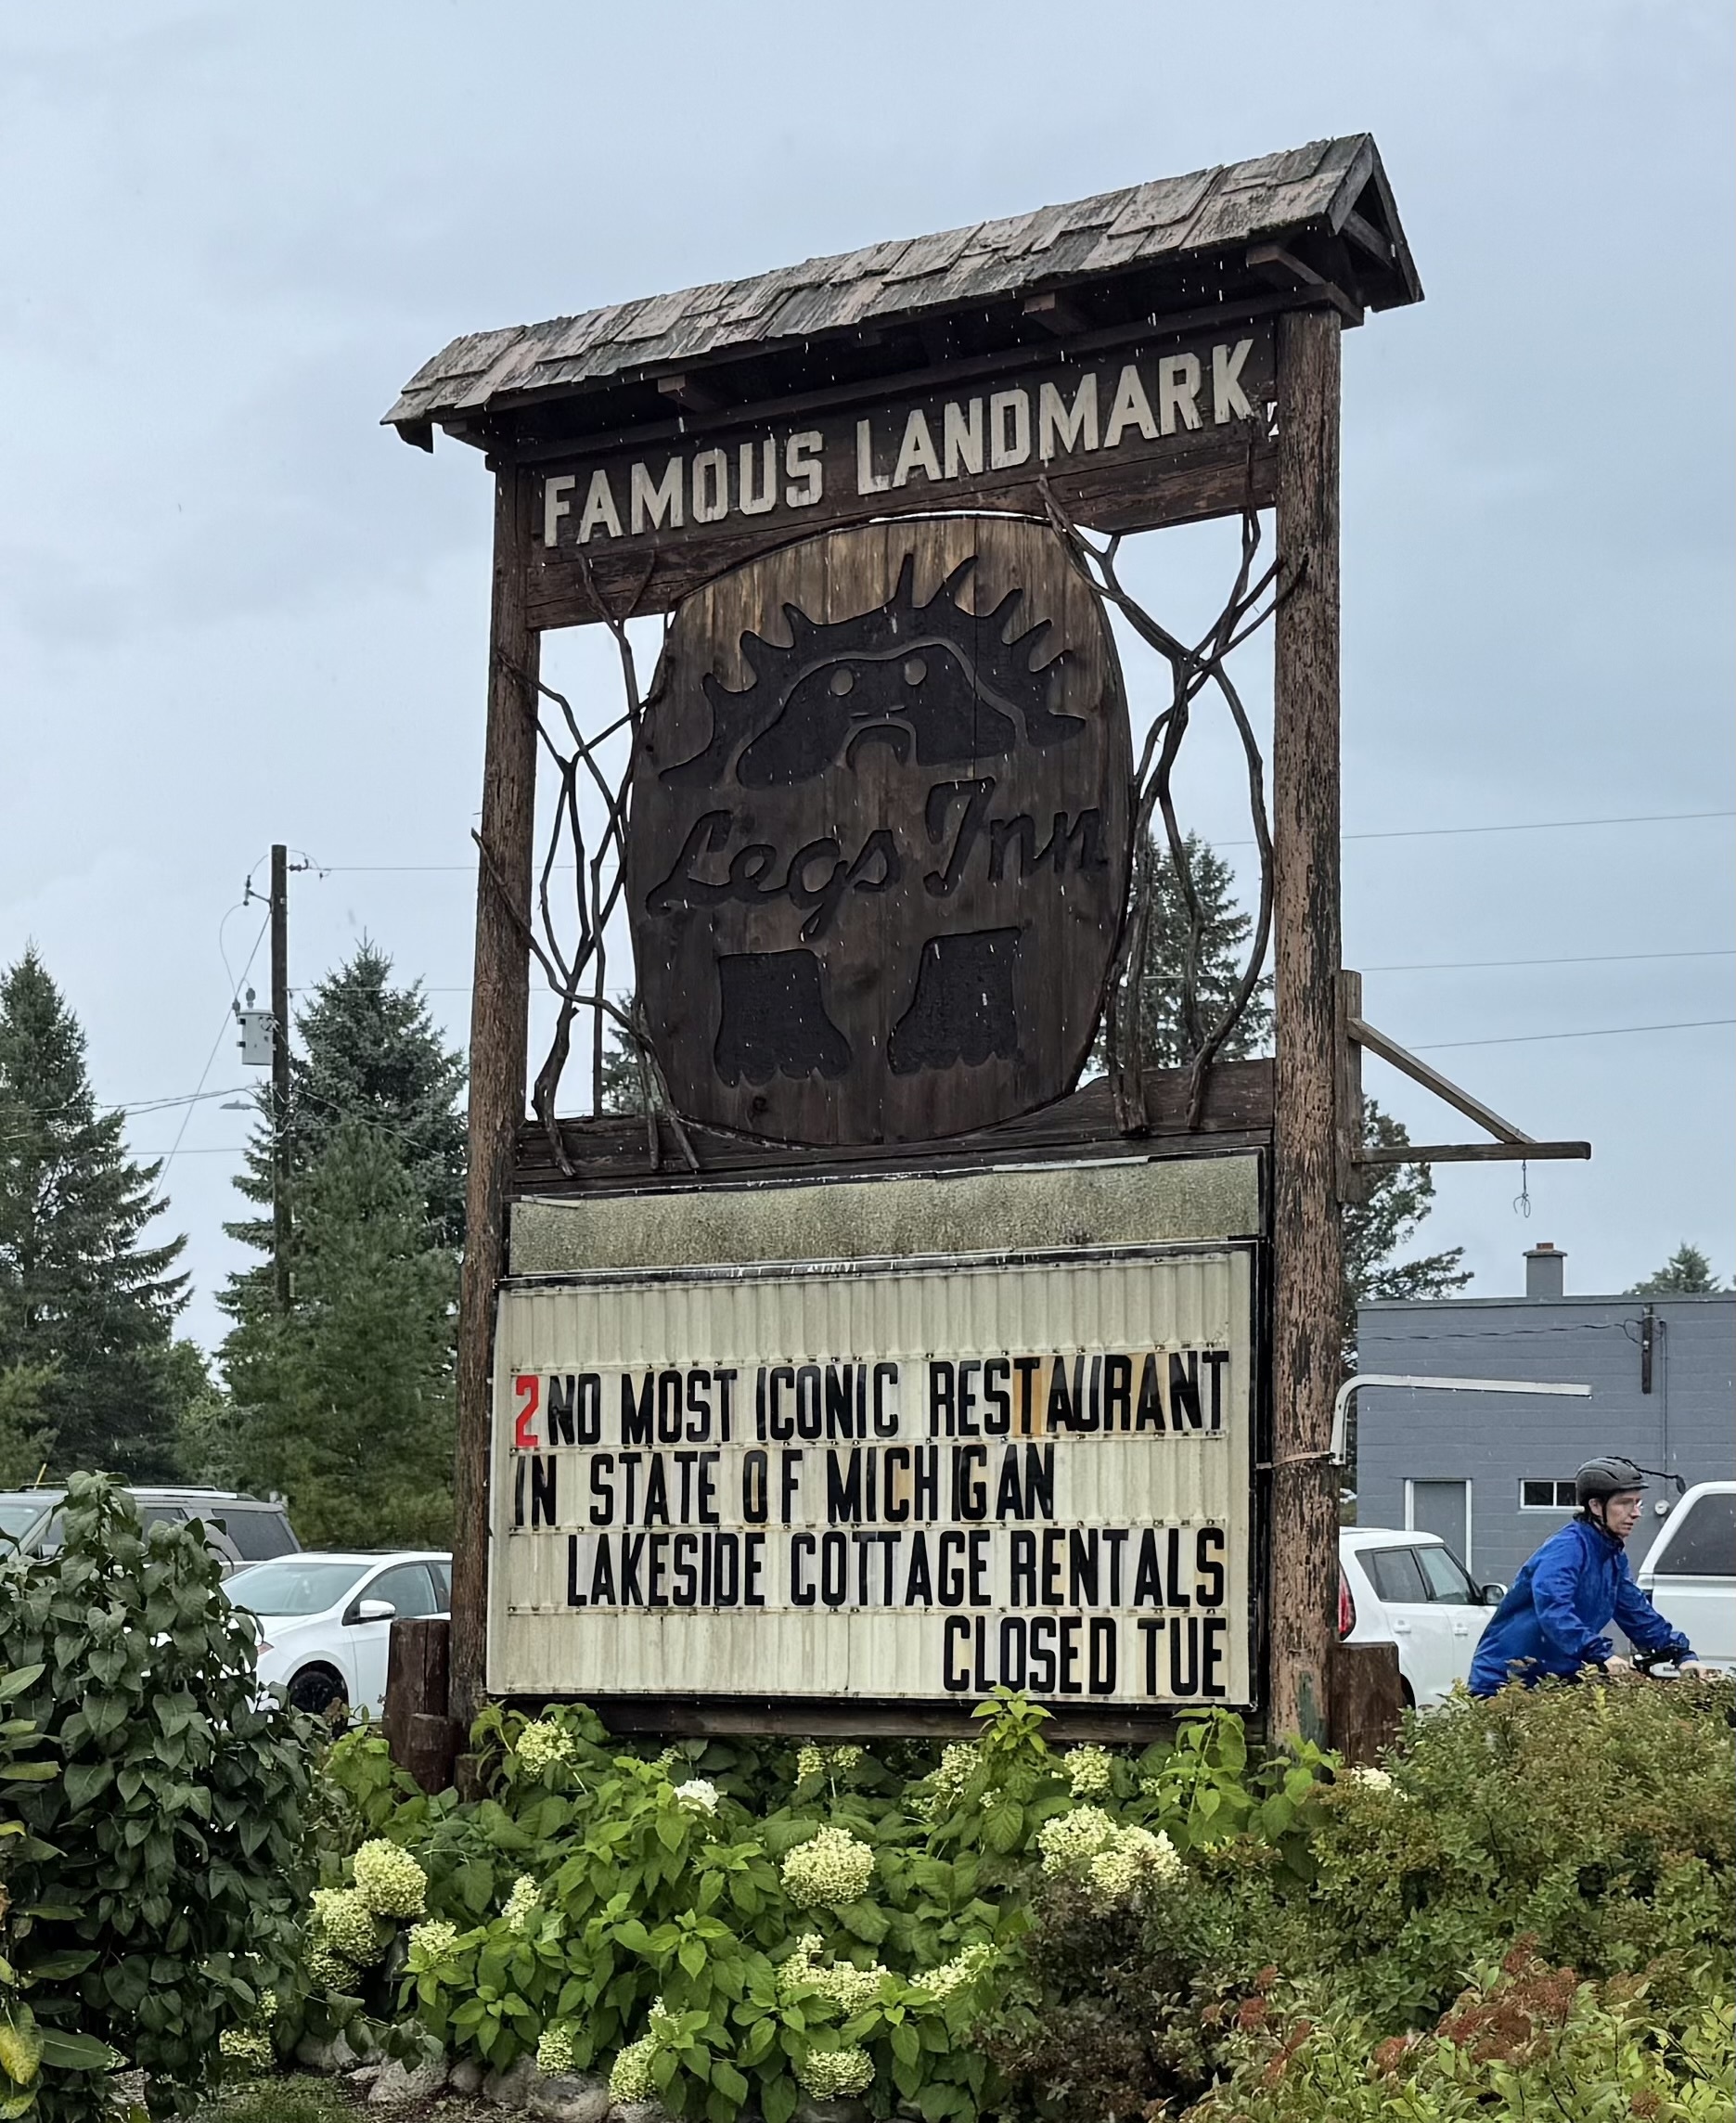 FAMOUS LANDMARK
Legs Inn
2ND MOST ICONIC RESTAURANT
IN STATE OF MICHIGAN
LAKESIDE COTTAGE RENTALS
CLOSED TUE